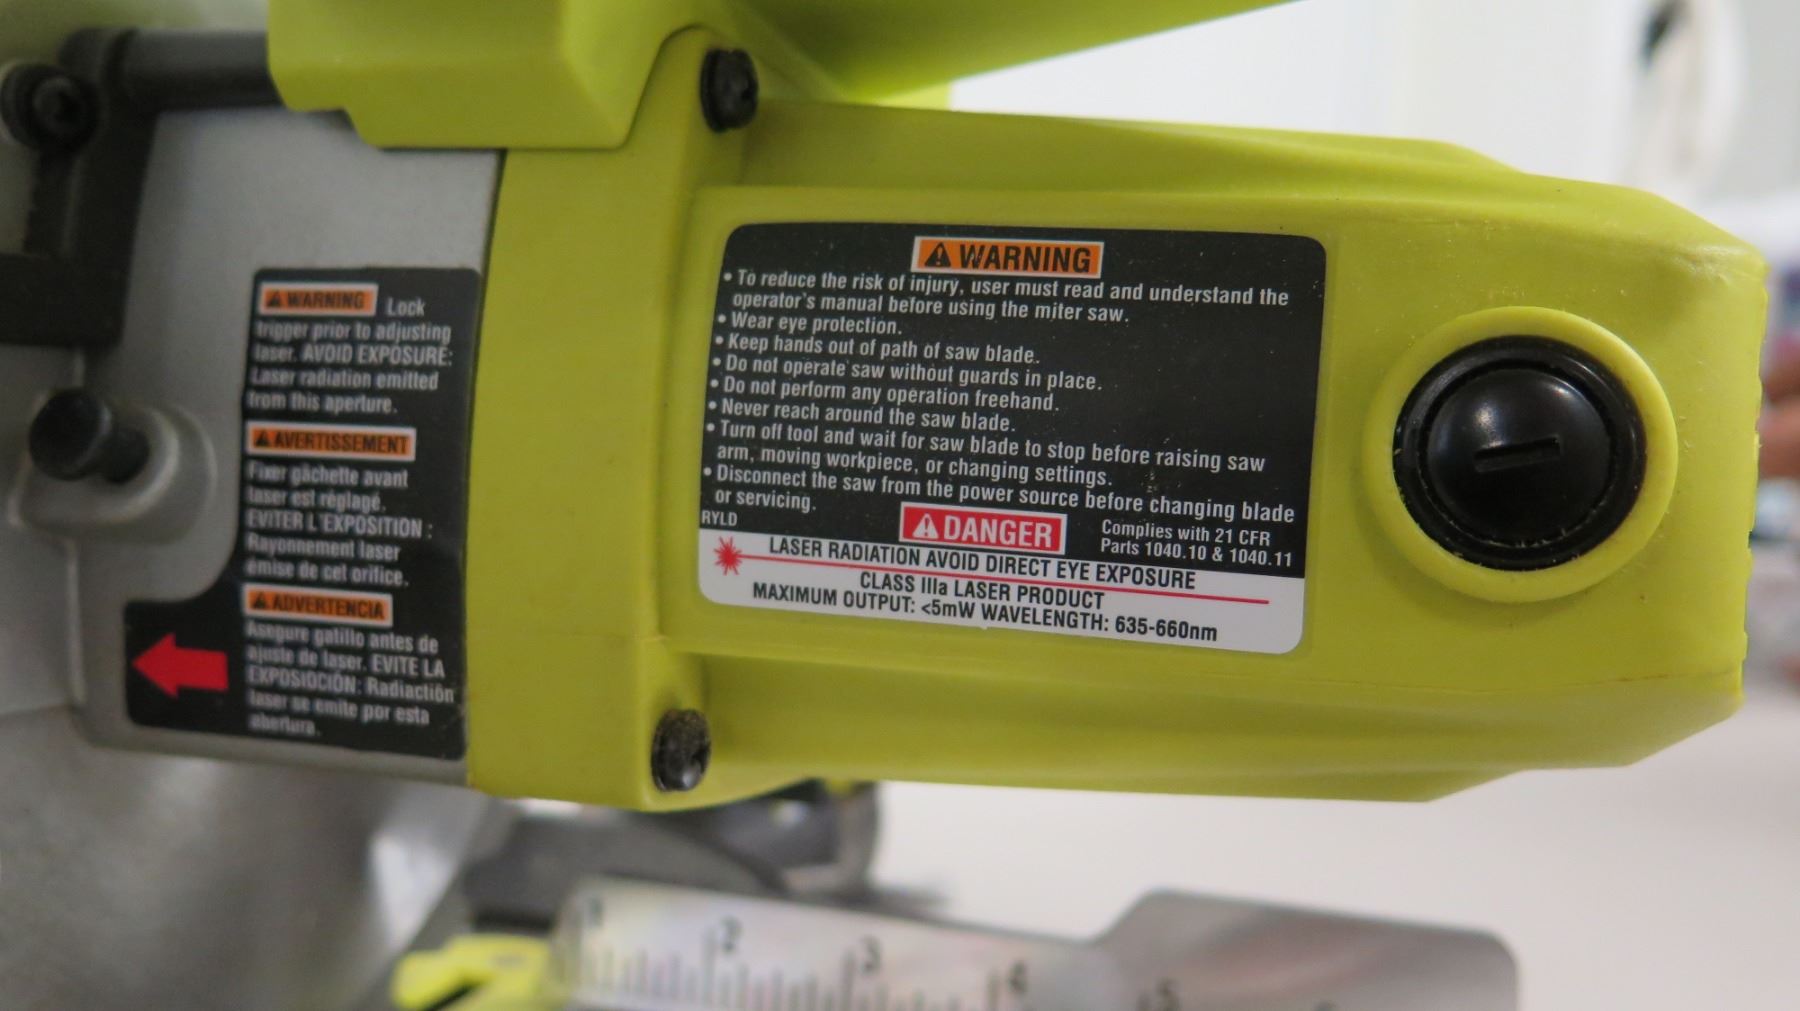 WARNING Lock
trigger prior to adjusting
laser. AVOID EXPOSURE:
Laser radiation emitted
from this aperture.
AVERTISSEMENT
Fixer gâchette avant
laser est réglagé.
EVITER L'EXPOSITION :
Rayonnement laser
émise de cet orifice.
ADVERTENCIA
Asegure gatillo antes de
ajuste de laser. EVITE LA
EXPOSIOCIÓN: Radiactión
laser se emite por esta
abertura.
WARNING
• To reduce the risk of injury, user must read and understand the
operator's manual before using the miter saw.
• Wear eye protection.
• Keep hands out of path of saw blade.
• Do not operate saw without guards in place.
• Do not perform any operation freehand.
• Never reach around the saw blade.
• Turn off tool and wait for saw blade to stop before raising saw
arm, moving workpiece, or changing settings.
• Disconnect the saw from the power source before changing blade
or servicing.
RYLD
DANGER
Complies with 21 CFR
Parts 1040.10 & 1040.11
LASER RADIATION AVOID DIRECT EYE EXPOSURE
CLASS IIIa LASER PRODUCT
MAXIMUM OUTPUT: <5mW WAVELENGTH: 635-660nm
2 3 4 5